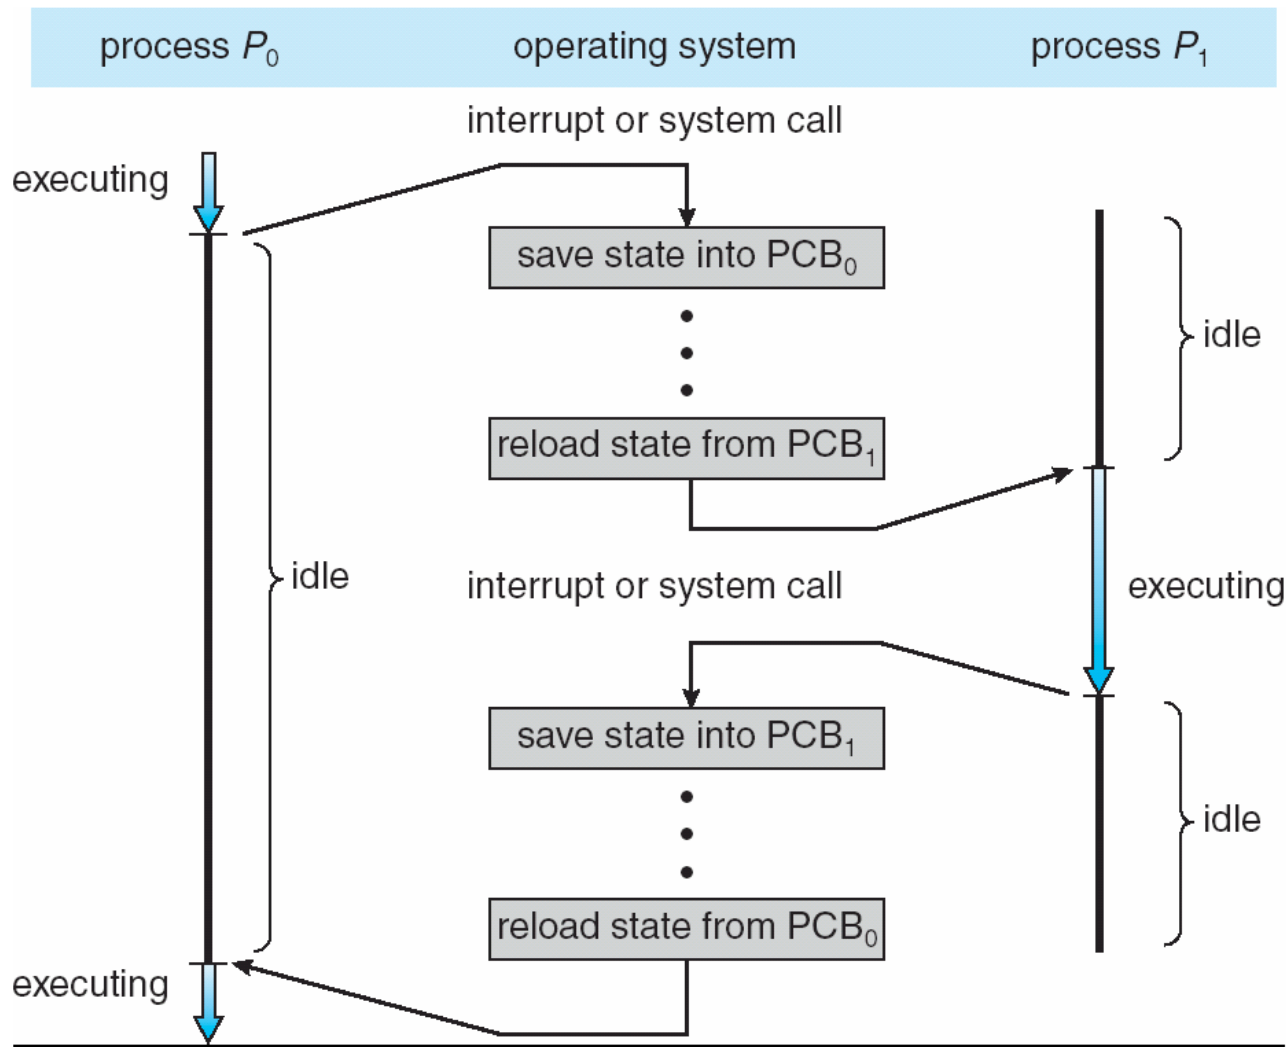 process P₀ operating system process P₁
interrupt or system call
executing
save state into PCB₀
idle
reload state from PCB₁
idle
interrupt or system call
executing
save state into PCB₁
idle
reload state from PCB₀
executing